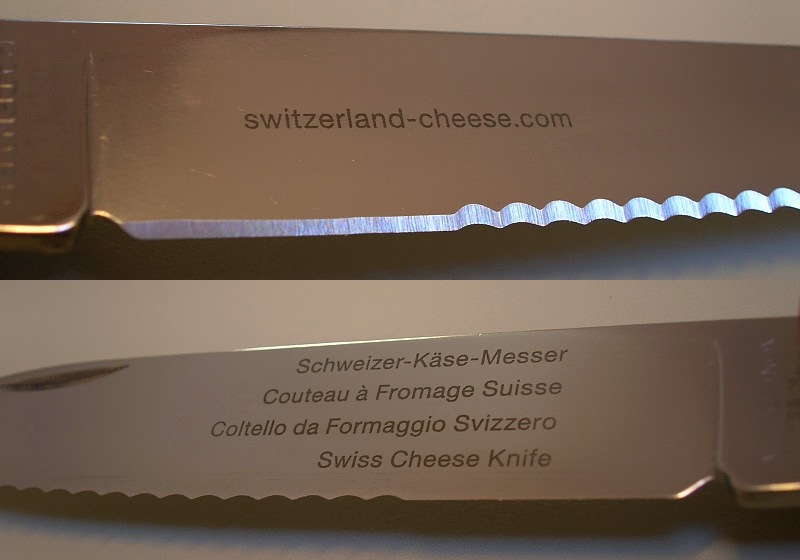 switzerland-cheese.com
Schweizer-Käse-Messer
Couteau à Fromage Suisse
Coltello da Formaggio Svizzero
Swiss Cheese Knife